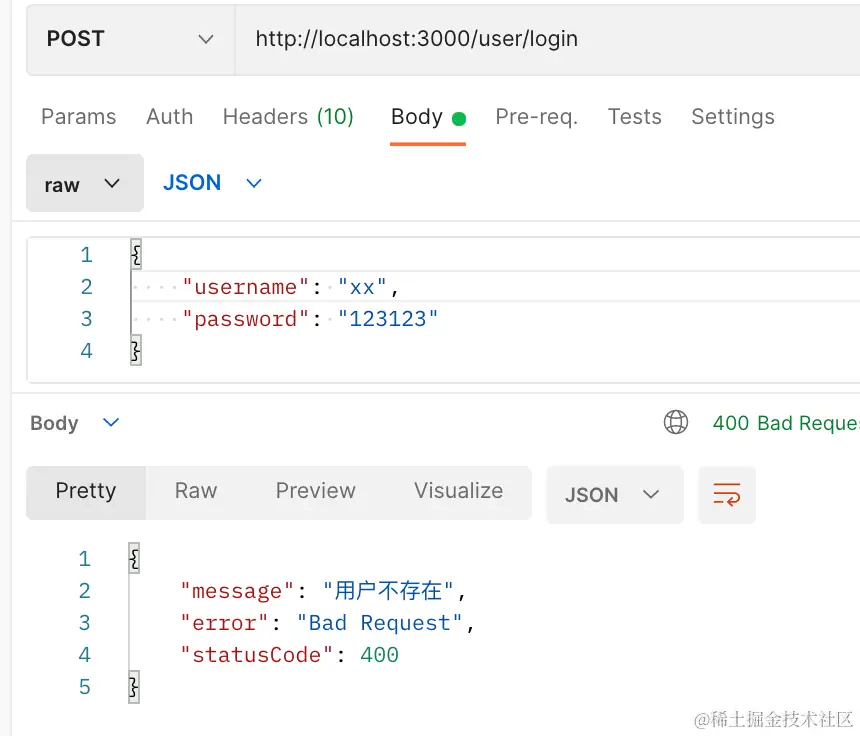 POST http://localhost:3000/user/login
Params Auth Headers (10) Body Pre-req. Tests Settings
raw JSON
1 {
2 "username": "xx",
3 "password": "123123"
4 }
Body 400 Bad Reques
Pretty Raw Preview Visualize JSON
1 {
2 "message": "用户不存在",
3 "error": "Bad Request",
4 "statusCode": 400
5 }
@稀土掘金技术社区